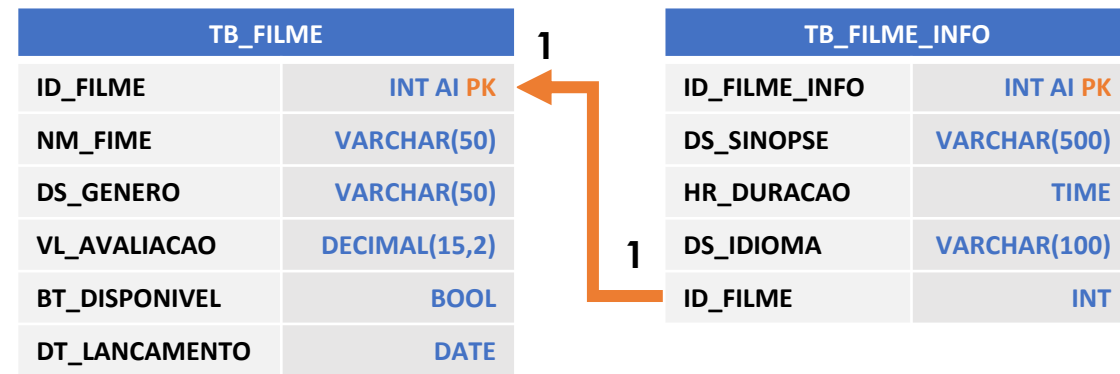 TB_FILME
ID_FILME INT AI PK
NM_FIME VARCHAR(50)
DS_GENERO VARCHAR(50)
VL_AVALIACAO DECIMAL(15,2)
BT_DISPONIVEL BOOL
DT_LANCAMENTO DATE
1
1
TB_FILME_INFO
ID_FILME_INFO INT AI PK
DS_SINOPSE VARCHAR(500)
HR_DURACAO TIME
DS_IDIOMA VARCHAR(100)
ID_FILME INT